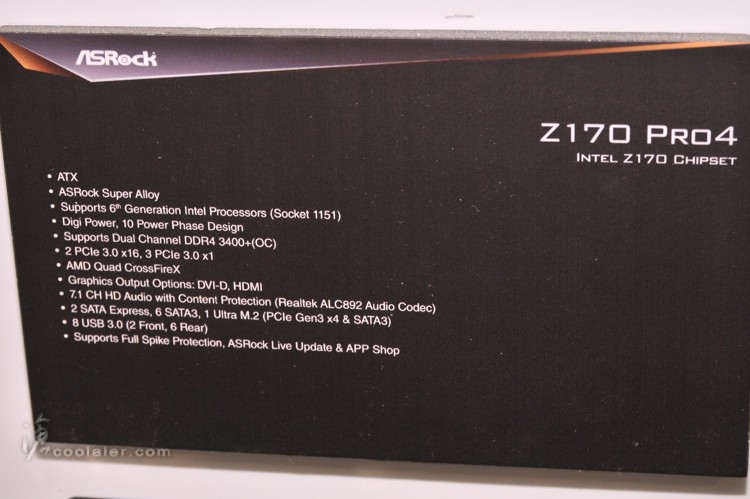 ASRock
Z170 Pro4
Intel Z170 Chipset
• ATX
• ASRock Super Alloy
• Supports 6th Generation Intel Processors (Socket 1151)
• Digi Power, 10 Power Phase Design
• Supports Dual Channel DDR4 3400+(OC)
• 2 PCIe 3.0 x16, 3 PCIe 3.0 x1
• AMD Quad CrossFireX
• Graphics Output Options: DVI-D, HDMI
• 7.1 CH HD Audio with Content Protection (Realtek ALC892 Audio Codec)
• 2 SATA Express, 6 SATA3, 1 Ultra M.2 (PCIe Gen3 x4 & SATA3)
• 8 USB 3.0 (2 Front, 6 Rear)
• Supports Full Spike Protection, ASRock Live Update & APP Shop
coolaler.com